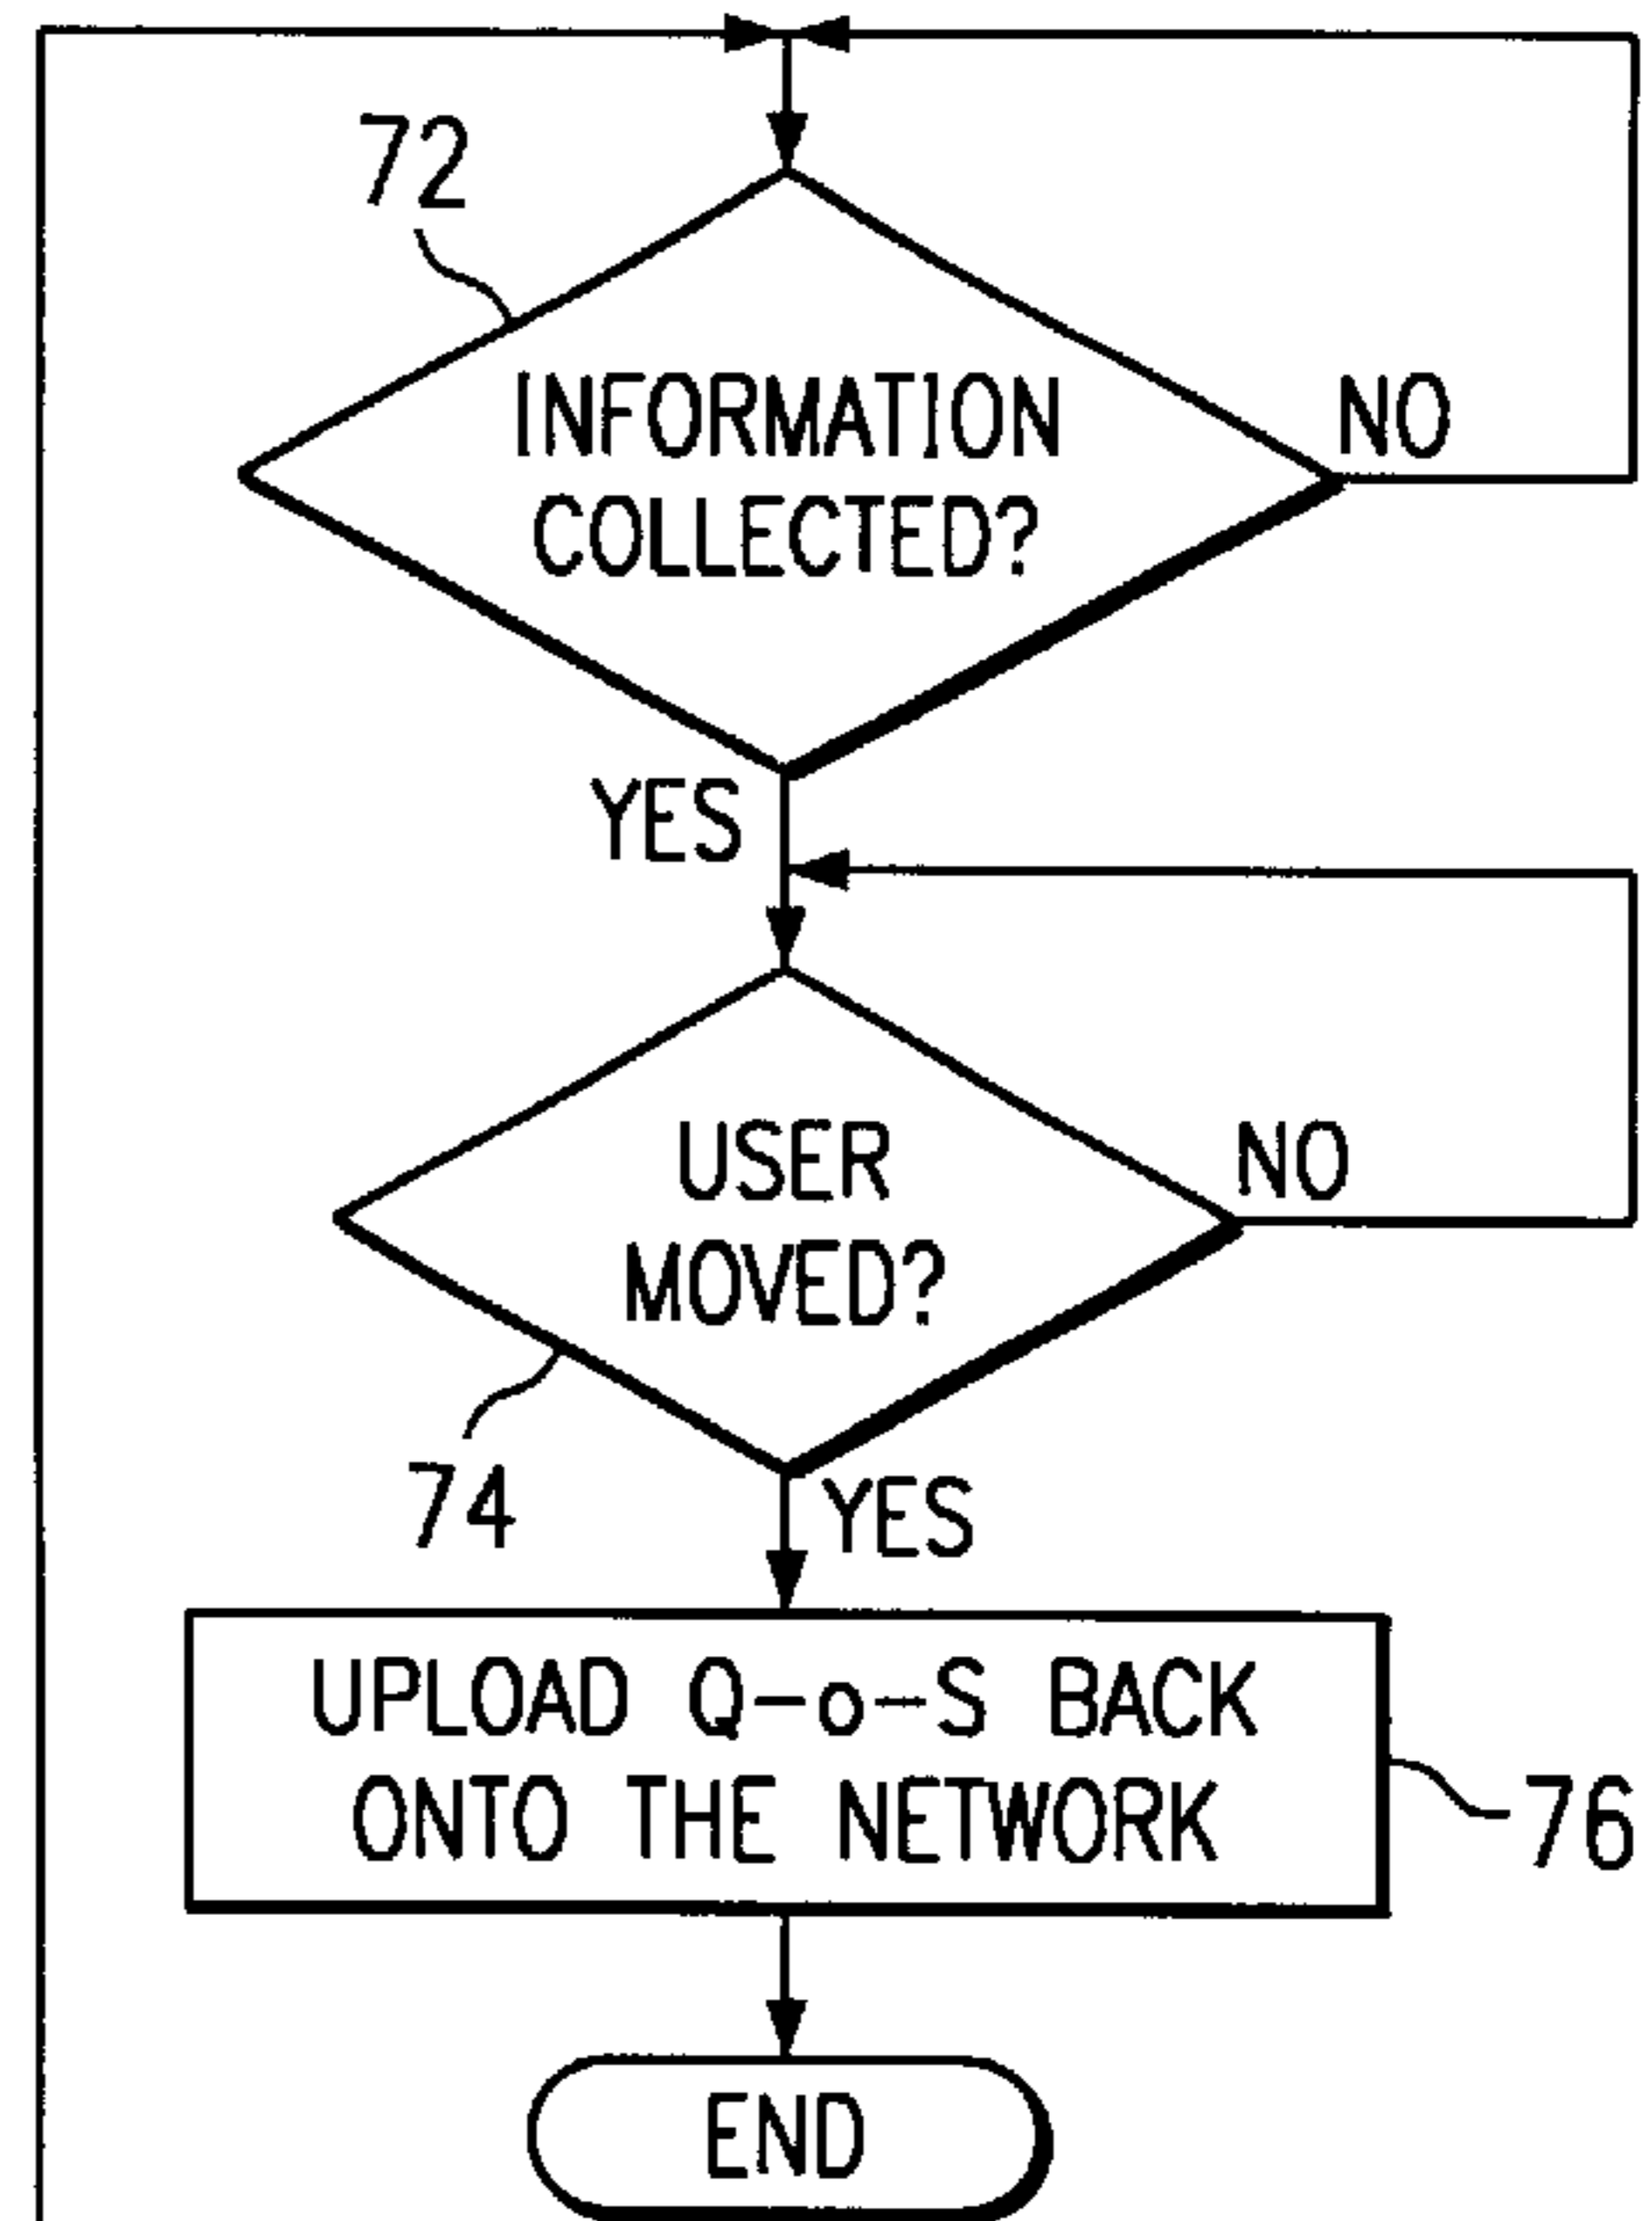 72
INFORMATION
COLLECTED?
NO
YES
USER
MOVED?
NO
74
YES
UPLOAD Q-o-S BACK
ONTO THE NETWORK
76
END